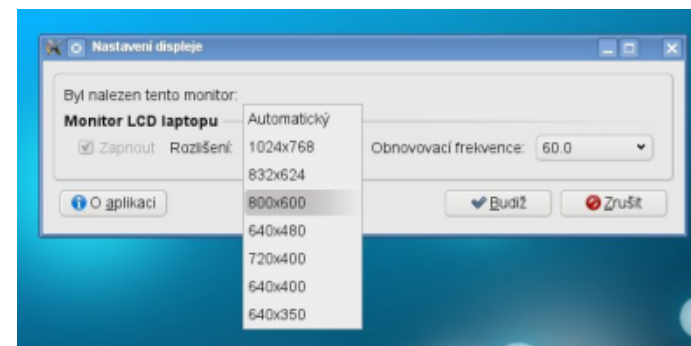 Nastavení displeje
Byl nalezen tento monitor:
Monitor LCD laptopu
Zapnout Rozlišení: Obnovovací frekvence: 60.0
Automatický
1024x768
832x624
800x600
640x480
720x400
640x400
640x350
O aplikaci Budiž Zrušit